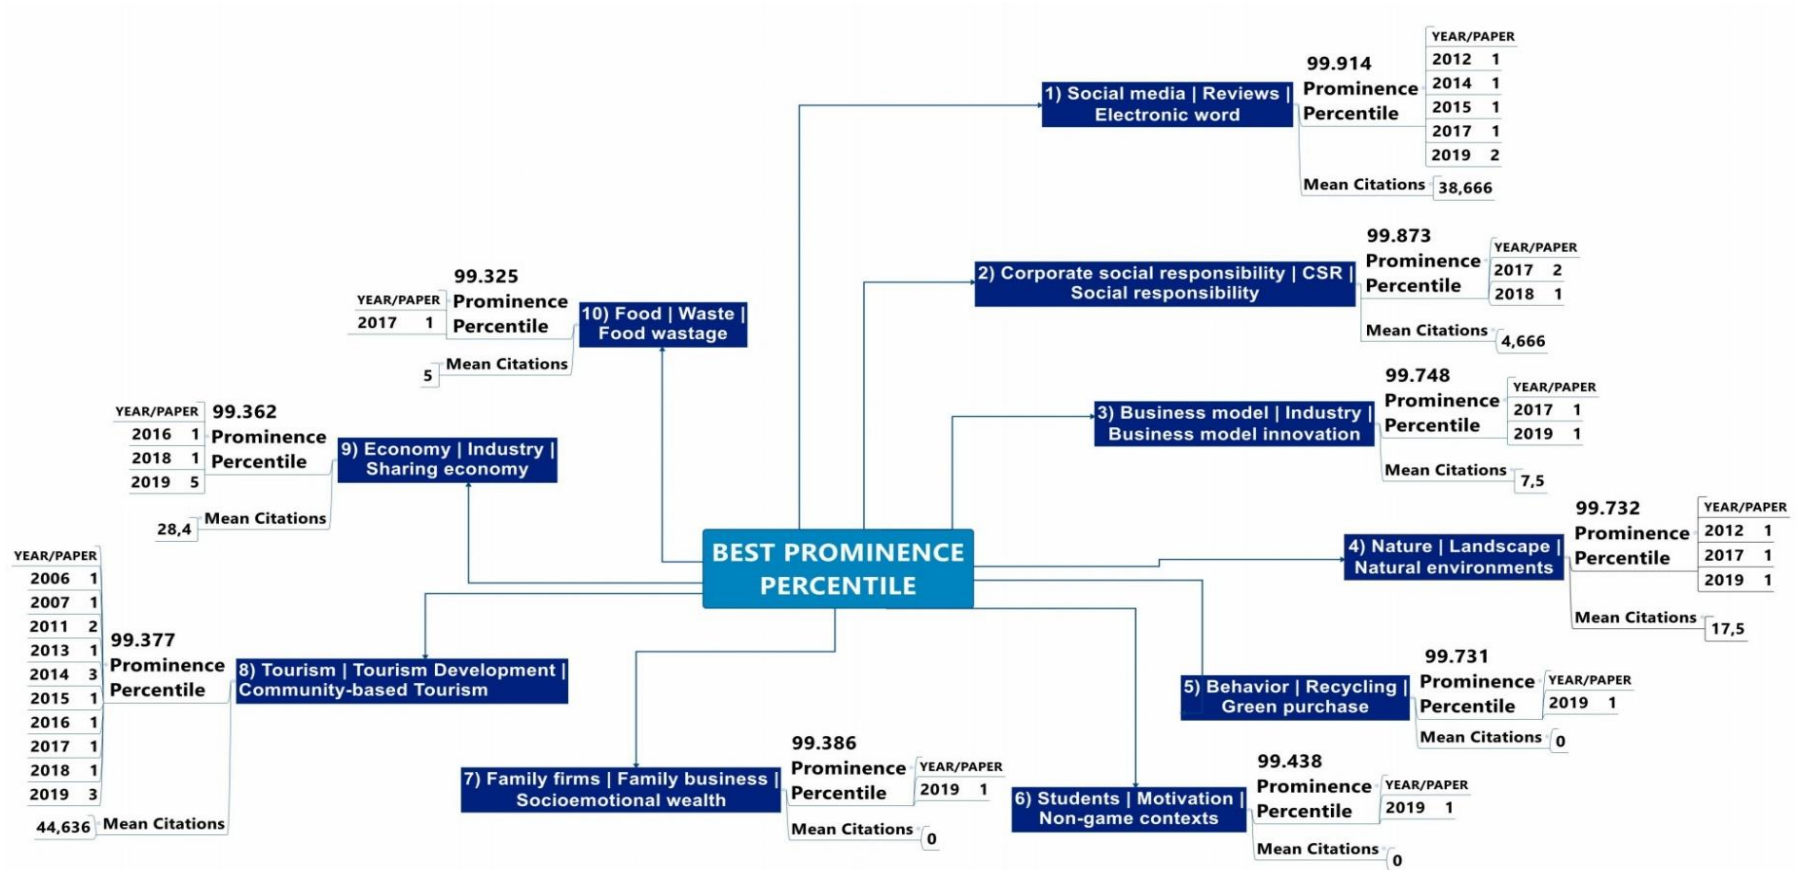 BEST PROMINENCE
PERCENTILE
1) Social media | Reviews |
Electronic word
99.914
Prominence
Percentile
YEAR/PAPER
2012 1
2014 1
2015 1
2017 1
2019 2
Mean Citations
38,666
2) Corporate social responsibility | CSR |
Social responsibility
99.873
Prominence
Percentile
YEAR/PAPER
2017 2
2018 1
Mean Citations
4,666
3) Business model | Industry |
Business model innovation
99.748
Prominence
Percentile
YEAR/PAPER
2017 1
2019 1
Mean Citations
7,5
4) Nature | Landscape |
Natural environments
99.732
Prominence
Percentile
YEAR/PAPER
2012 1
2017 1
2019 1
Mean Citations
17,5
5) Behavior | Recycling |
Green purchase
99.731
Prominence
Percentile
YEAR/PAPER
2019 1
Mean Citations
0
6) Students | Motivation |
Non-game contexts
99.438
Prominence
Percentile
YEAR/PAPER
2019 1
Mean Citations
0
7) Family firms | Family business |
Socioemotional wealth
99.386
Prominence
Percentile
YEAR/PAPER
2019 1
Mean Citations
0
8) Tourism | Tourism Development |
Community-based Tourism
99.377
Prominence
Percentile
YEAR/PAPER
2006 1
2007 1
2011 2
2013 1
2014 3
2015 1
2016 1
2017 1
2018 1
2019 3
Mean Citations
44,636
9) Economy | Industry |
Sharing economy
99.362
Prominence
Percentile
YEAR/PAPER
2016 1
2018 1
2019 5
Mean Citations
28,4
10) Food | Waste |
Food wastage
99.325
Prominence
Percentile
YEAR/PAPER
2017 1
Mean Citations
5